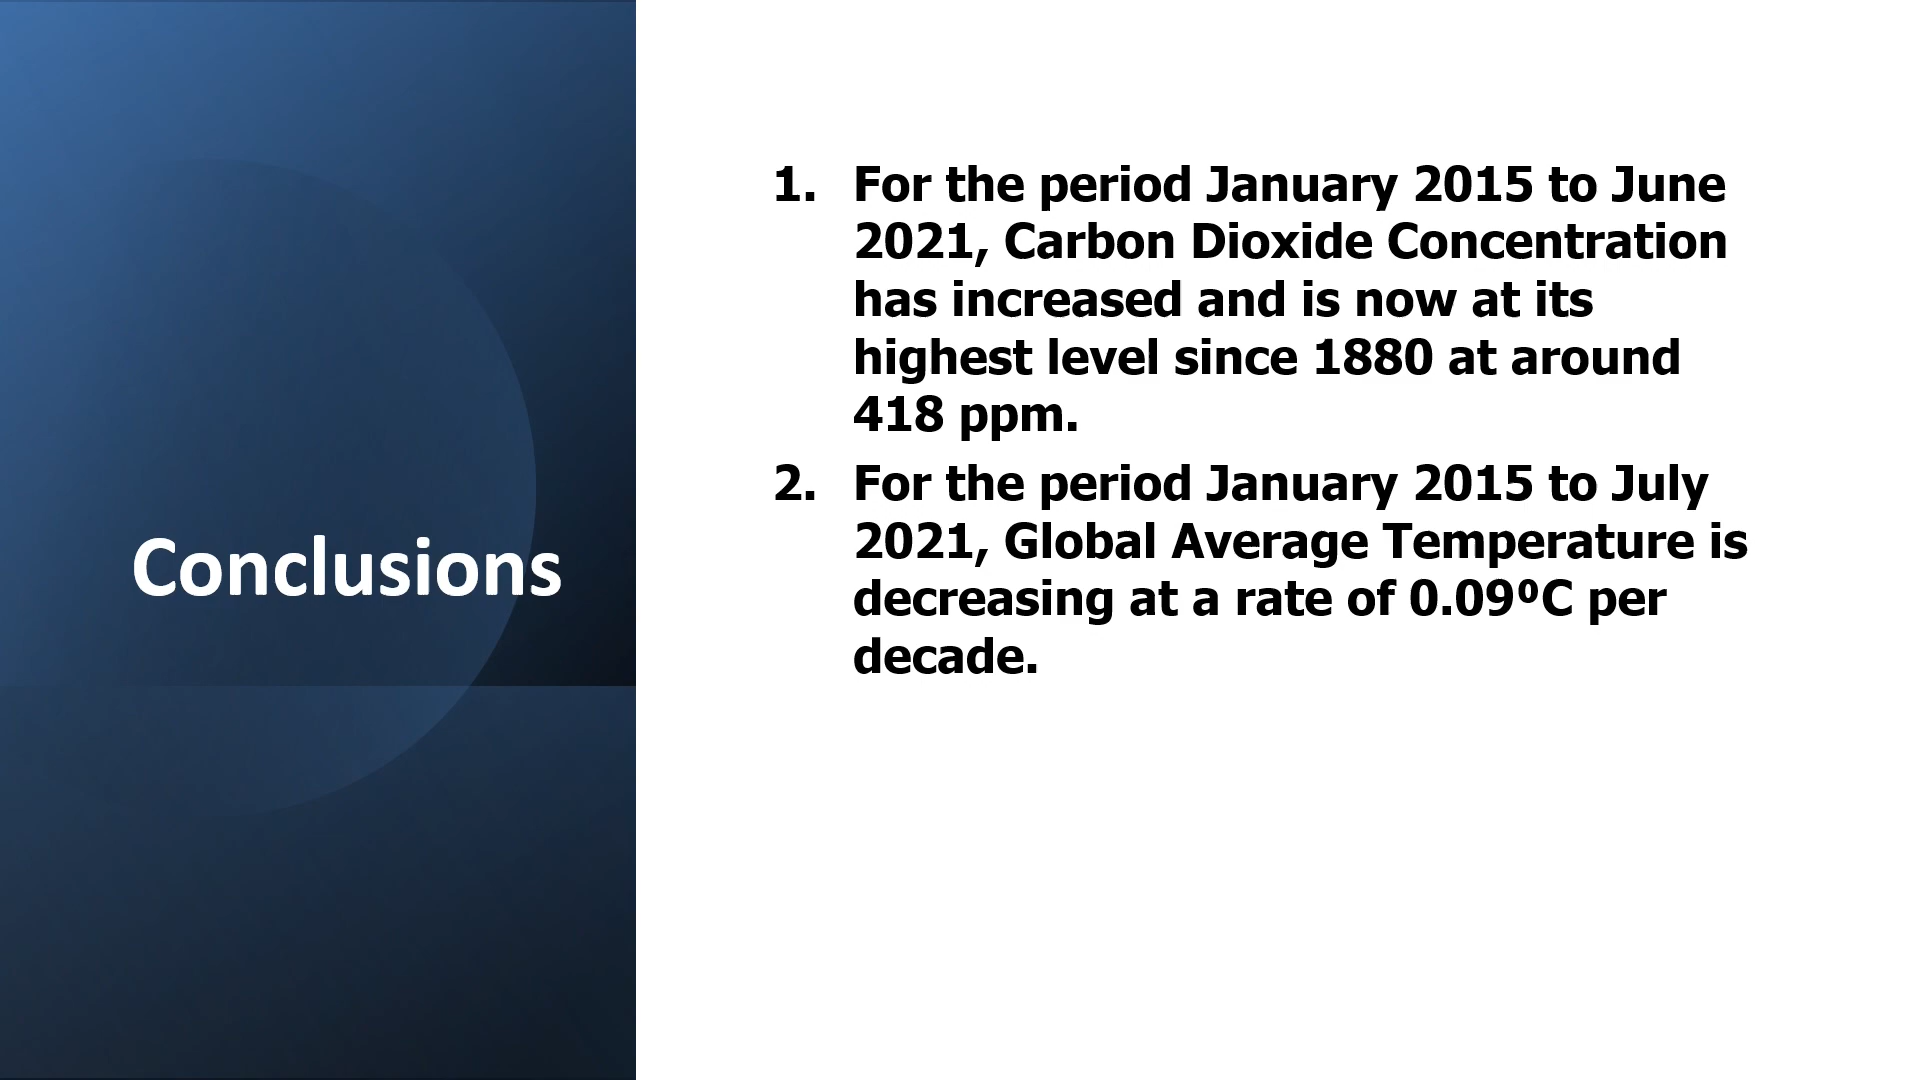 Conclusions
1. For the period January 2015 to June
2021, Carbon Dioxide Concentration
has increased and is now at its
highest level since 1880 at around
418 ppm.
2. For the period January 2015 to July
2021, Global Average Temperature is
decreasing at a rate of 0.09⁰C per
decade.